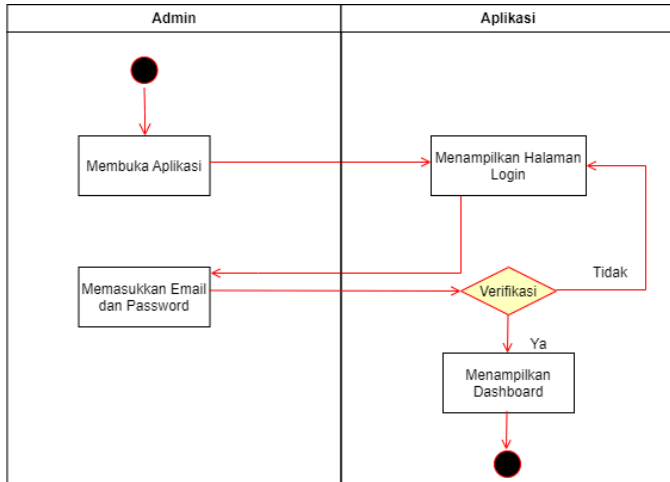 Admin
Aplikasi
Membuka Aplikasi
Menampilkan Halaman
Login
Memasukkan Email
dan Password
Verifikasi
Tidak
Ya
Menampilkan
Dashboard